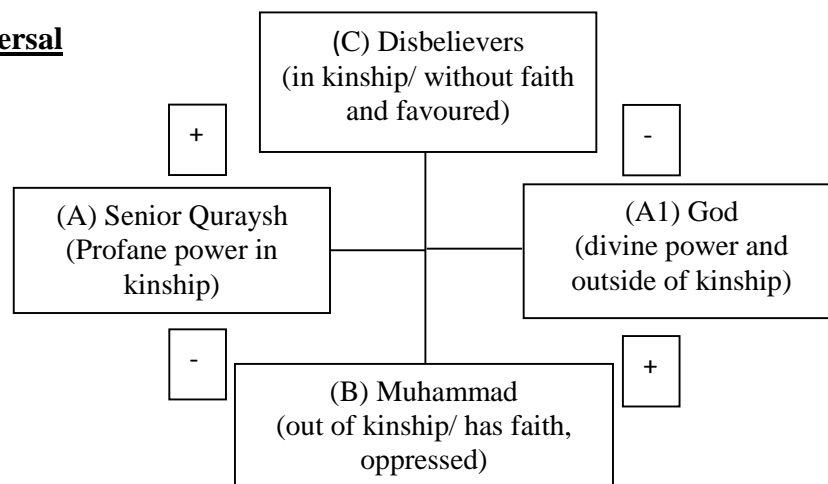 ersal
(C) Disbelievers
(in kinship/ without faith
and favoured)
+
-
(A) Senior Quraysh
(Profane power in
kinship)
(A1) God
(divine power and
outside of kinship)
-
+
(B) Muhammad
(out of kinship/ has faith,
oppressed)